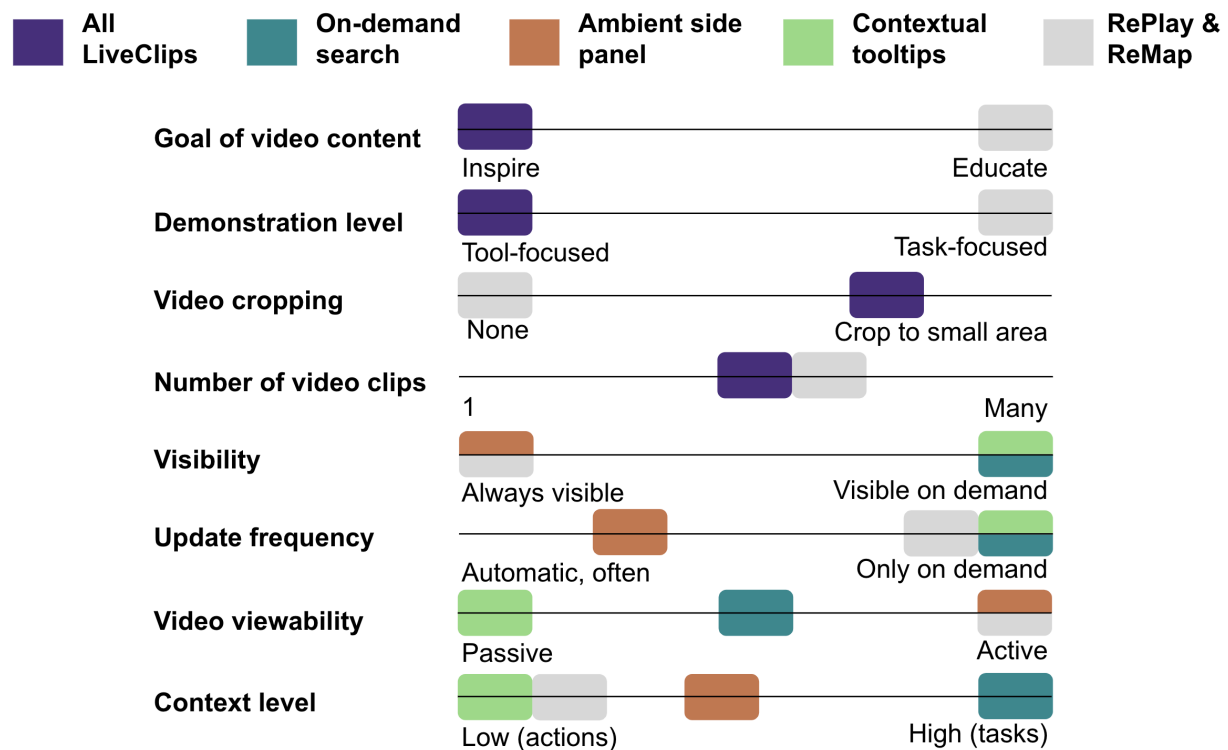 All
LiveClips
On-demand
search
Ambient side
panel
Contextual
tooltips
RePlay &
ReMap
Goal of video content
Inspire
Educate
Demonstration level
Tool-focused
Task-focused
Video cropping
None
Crop to small area
Number of video clips
1
Many
Visibility
Always visible
Visible on demand
Update frequency
Automatic, often
Only on demand
Video viewability
Passive
Active
Context level
Low (actions)
High (tasks)